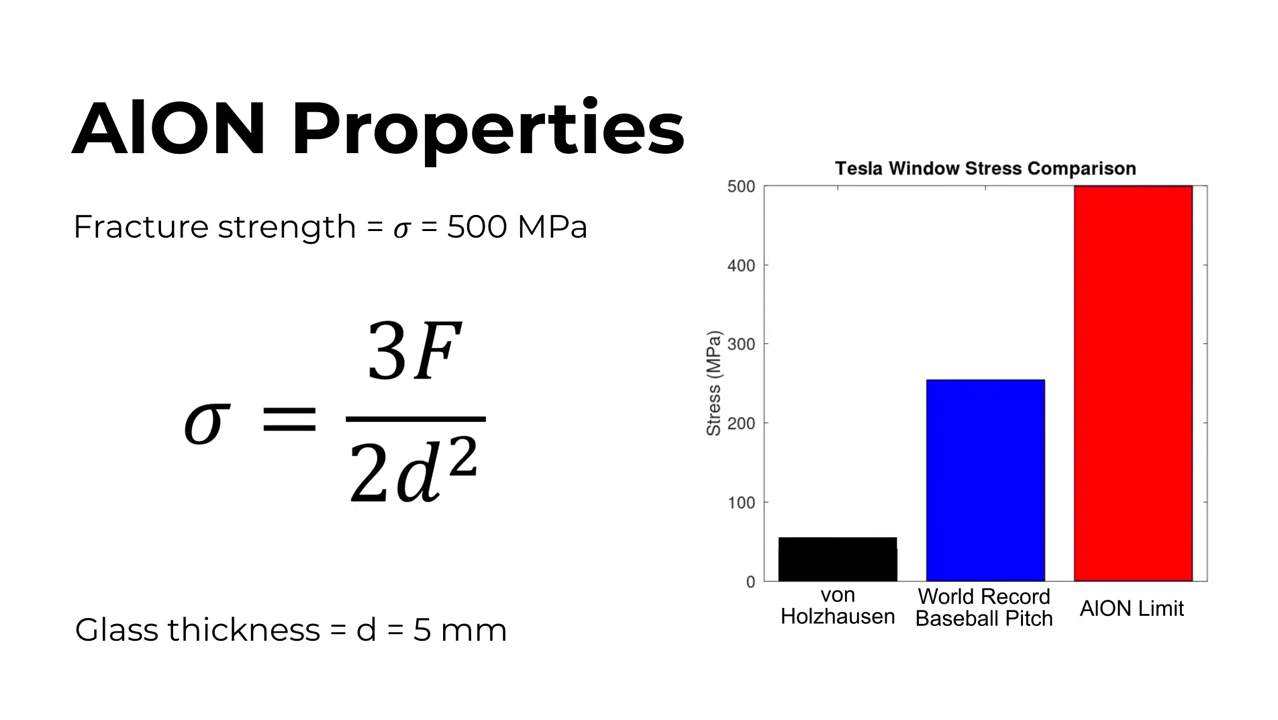 AlON Properties
Fracture strength = σ = 500 MPa
σ = 3F / 2d²
Glass thickness = d = 5 mm
Tesla Window Stress Comparison
Stress (MPa)
500
400
300
200
100
0
von
Holzhausen
World Record
Baseball Pitch
AlON Limit